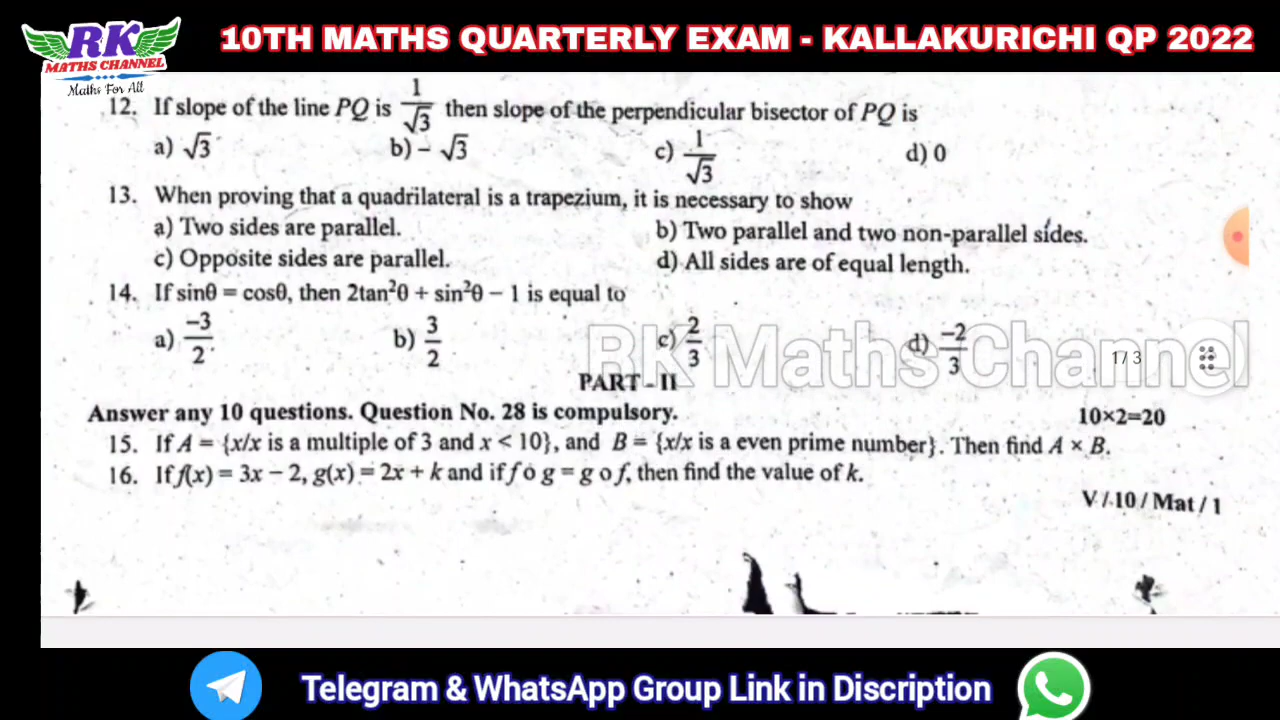 RK
MATHS CHANNEL
Maths For All
10TH MATHS QUARTERLY EXAM - KALLAKURICHI QP 2022
12. If slope of the line PQ is 1/√3 then slope of the perpendicular bisector of PQ is
a) √3 b) – √3 c) 1/√3 d) 0
13. When proving that a quadrilateral is a trapezium, it is necessary to show
a) Two sides are parallel. b) Two parallel and two non-parallel sides.
c) Opposite sides are parallel. d) All sides are of equal length.
14. If sinθ = cosθ, then 2tan²θ + sin²θ – 1 is equal to
a) –3/2 b) 3/2 c) 2/3 d) –2/3
RK Maths Channel
1 / 3
PART - II
Answer any 10 questions. Question No. 28 is compulsory. 10×2=20
15. If A = {x/x is a multiple of 3 and x < 10}, and B = {x/x is a even prime number}. Then find A × B.
16. If f(x) = 3x – 2, g(x) = 2x + k and if f o g = g o f, then find the value of k.
V / 10 / Mat / 1
Telegram & WhatsApp Group Link in Discription